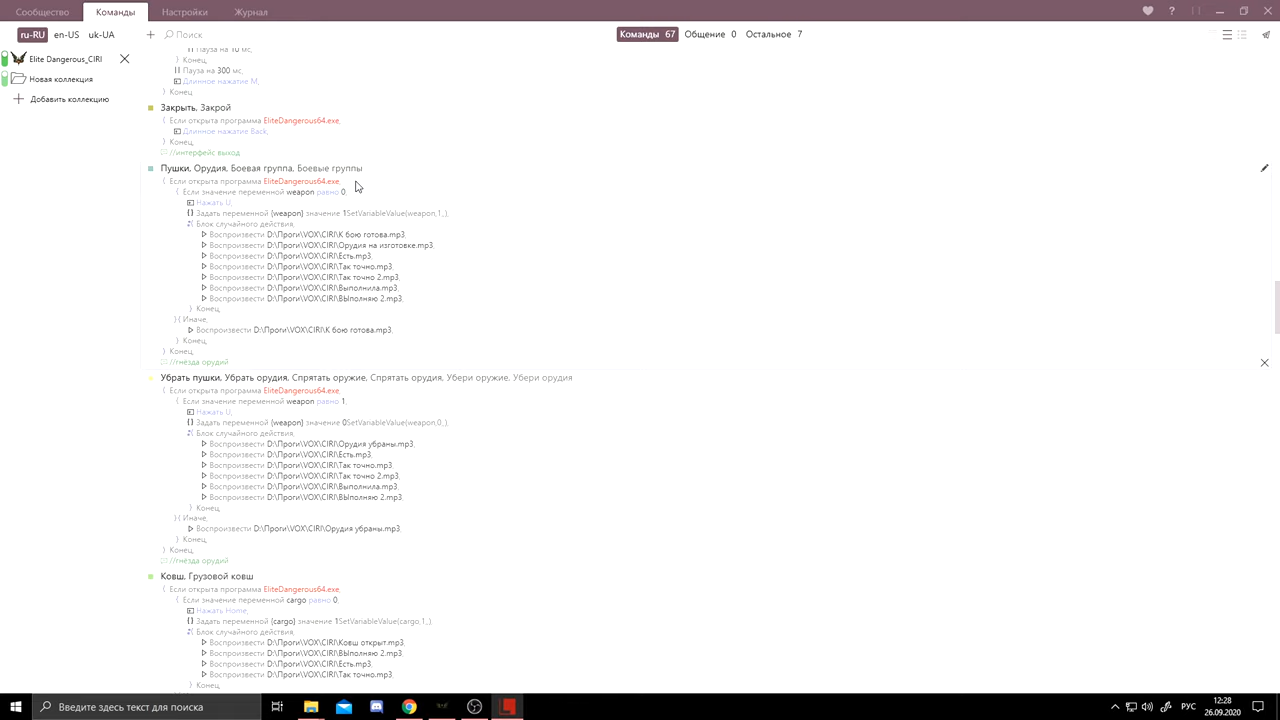 Сообщество Команды Настройки Журнал
ru-RU en-US uk-UA
Поиск
Команды 67 Общение 0 Остальное 7
Elite Dangerous_CIRI
Новая коллекция
Добавить коллекцию
Пауза на 10 мс,
} Конец,
Пауза на 300 мс,
Длинное нажатие M,
} Конец,
Закрыть, Закрой
{ Если открыта программа EliteDangerous64.exe,
Длинное нажатие Back,
} Конец,
//интерфейс выход
Пушки, Орудия, Боевая группа, Боевые группы
{ Если открыта программа EliteDangerous64.exe,
{ Если значение переменной weapon равно 0,
Нажать U,
{} Задать переменной {weapon} значение 1SetVariableValue(weapon,1,,),
Блок случайного действия,
Воспроизвести D:\Проги\VOX\CIRI\К бою готова.mp3,
Воспроизвести D:\Проги\VOX\CIRI\Орудия на изготовке.mp3,
Воспроизвести D:\Проги\VOX\CIRI\Есть.mp3,
Воспроизвести D:\Проги\VOX\CIRI\Так точно.mp3,
Воспроизвести D:\Проги\VOX\CIRI\Так точно 2.mp3,
Воспроизвести D:\Проги\VOX\CIRI\Выполнила.mp3,
Воспроизвести D:\Проги\VOX\CIRI\ВЫполняю 2.mp3,
} Конец,
}{ Иначе,
Воспроизвести D:\Проги\VOX\CIRI\К бою готова.mp3,
} Конец,
} Конец,
//гнёзда орудий
Убрать пушки, Убрать орудия, Спрятать оружие, Спрятать орудия, Убери оружие, Убери орудия
{ Если открыта программа EliteDangerous64.exe,
{ Если значение переменной weapon равно 1,
Нажать U,
{} Задать переменной {weapon} значение 0SetVariableValue(weapon,0,,),
Блок случайного действия,
Воспроизвести D:\Проги\VOX\CIRI\Орудия убраны.mp3,
Воспроизвести D:\Проги\VOX\CIRI\Есть.mp3,
Воспроизвести D:\Проги\VOX\CIRI\Так точно.mp3,
Воспроизвести D:\Проги\VOX\CIRI\Так точно 2.mp3,
Воспроизвести D:\Проги\VOX\CIRI\Выполнила.mp3,
Воспроизвести D:\Проги\VOX\CIRI\ВЫполняю 2.mp3,
} Конец,
}{ Иначе,
Воспроизвести D:\Проги\VOX\CIRI\Орудия убраны.mp3,
} Конец,
} Конец,
//гнёзда орудий
Ковш, Грузовой ковш
{ Если открыта программа EliteDangerous64.exe,
{ Если значение переменной cargo равно 0,
Нажать Home,
{} Задать переменной {cargo} значение 1SetVariableValue(cargo,1,,),
Блок случайного действия,
Воспроизвести D:\Проги\VOX\CIRI\Ковш открыт.mp3,
Воспроизвести D:\Проги\VOX\CIRI\ВЫполняю 2.mp3,
Воспроизвести D:\Проги\VOX\CIRI\Есть.mp3,
Воспроизвести D:\Проги\VOX\CIRI\Так точно.mp3,
} Конец,
Введите здесь текст для поиска
РУС
12:28
26.09.2020